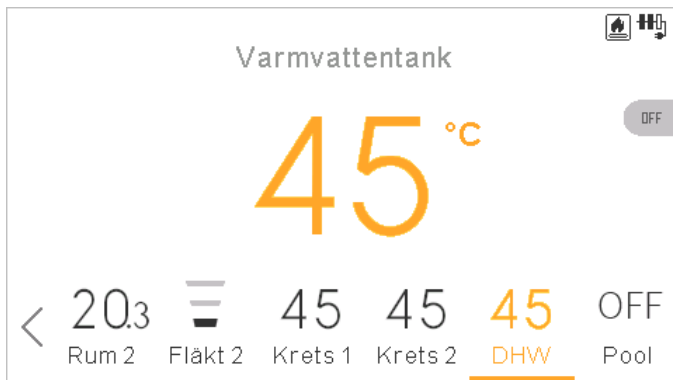 Varmvattentank
45 °C
OFF
20.3 45 45 45 OFF
Rum 2 Fläkt 2 Krets 1 Krets 2 DHW Pool